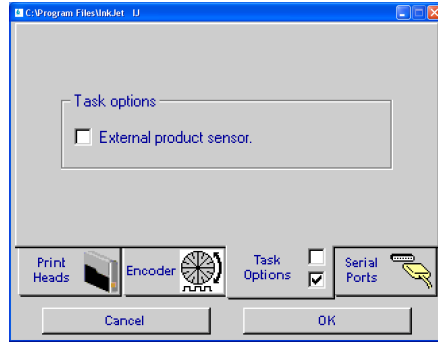 C:\Program Files\InkJet IJ
Task options
External product sensor.
Print
Heads
Encoder
Task
Options
Serial
Ports
Cancel
OK